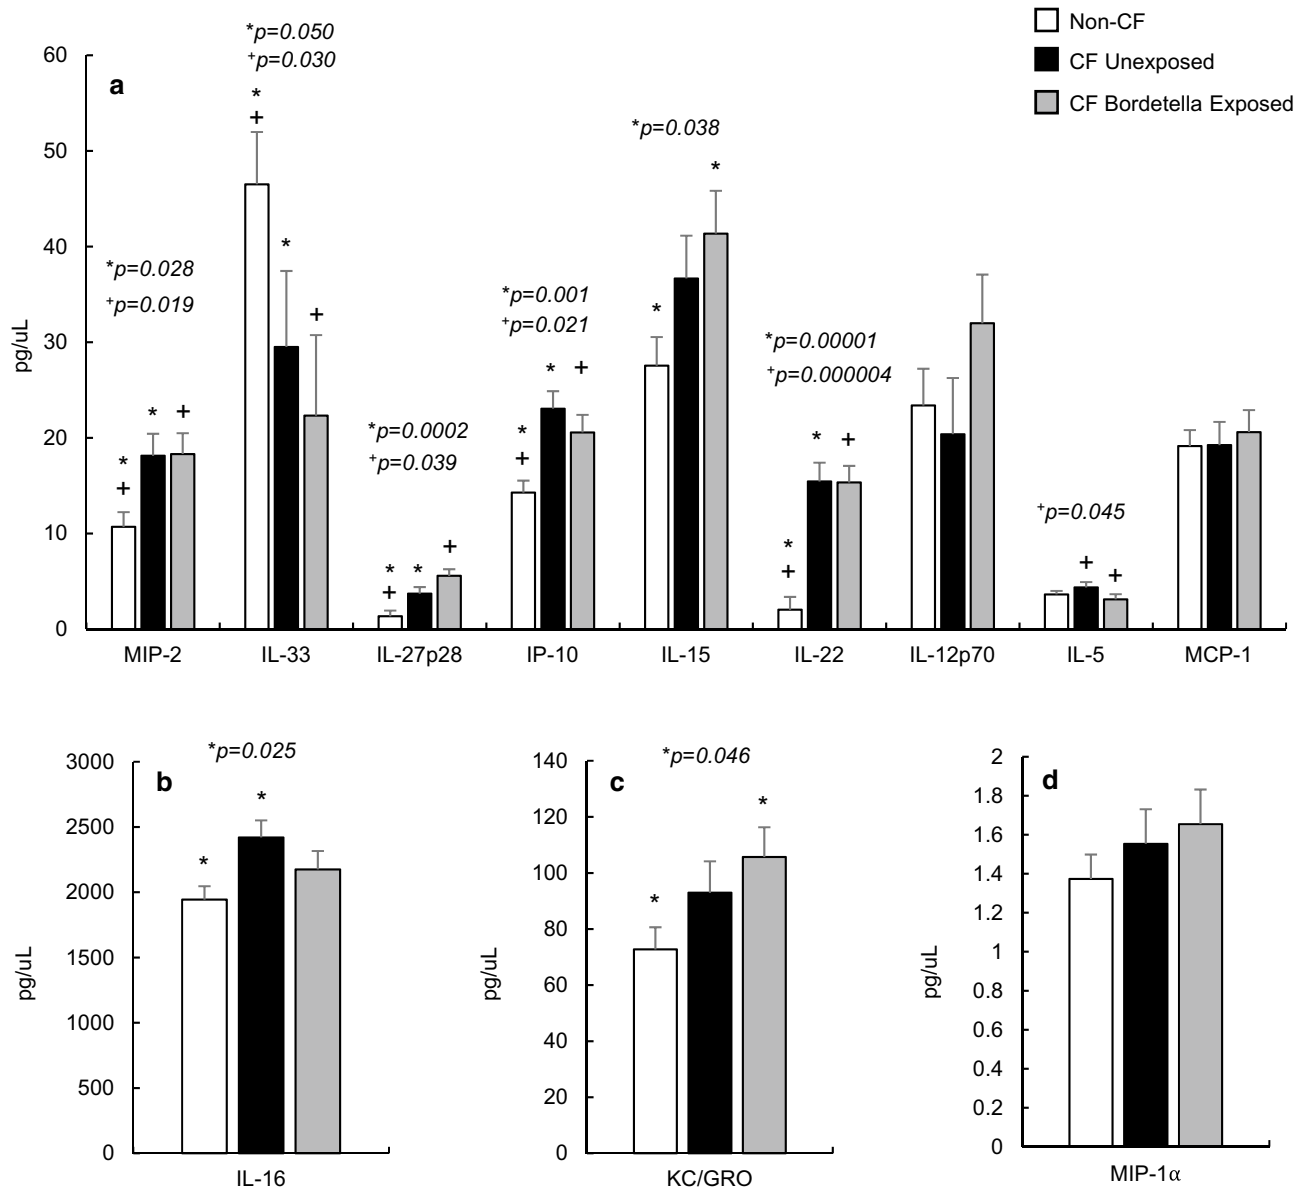 Non-CF
CF Unexposed
CF Bordetella Exposed
a
pg/uL
60
50
40
30
20
10
0
*p=0.028
+p=0.019
*
+
*
+
*p=0.050
+p=0.030
*
+
*
+
*p=0.0002
+p=0.039
*
+
*
+
*p=0.001
+p=0.021
*
+
*
+
*p=0.038
*
*
*p=0.00001
+p=0.000004
*
+
*
+
+p=0.045
+
+
MIP-2 IL-33 IL-27p28 IP-10 IL-15 IL-22 IL-12p70 IL-5 MCP-1
b
*p=0.025
pg/uL
3000
2500
2000
1500
1000
500
0
*
*
IL-16
c
*p=0.046
pg/uL
140
120
100
80
60
40
20
0
*
*
KC/GRO
d
pg/uL
2
1.8
1.6
1.4
1.2
1
0.8
0.6
0.4
0.2
0
MIP-1α